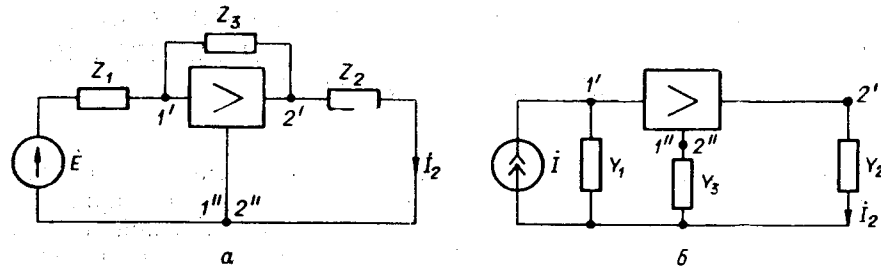 Z₃
Z₁
Z₂
1'
>
2'
Ė
1" 2"
İ₂
а
1'
>
2'
1" 2"
İ
Y₁
Y₃
Y₂
İ₂
б